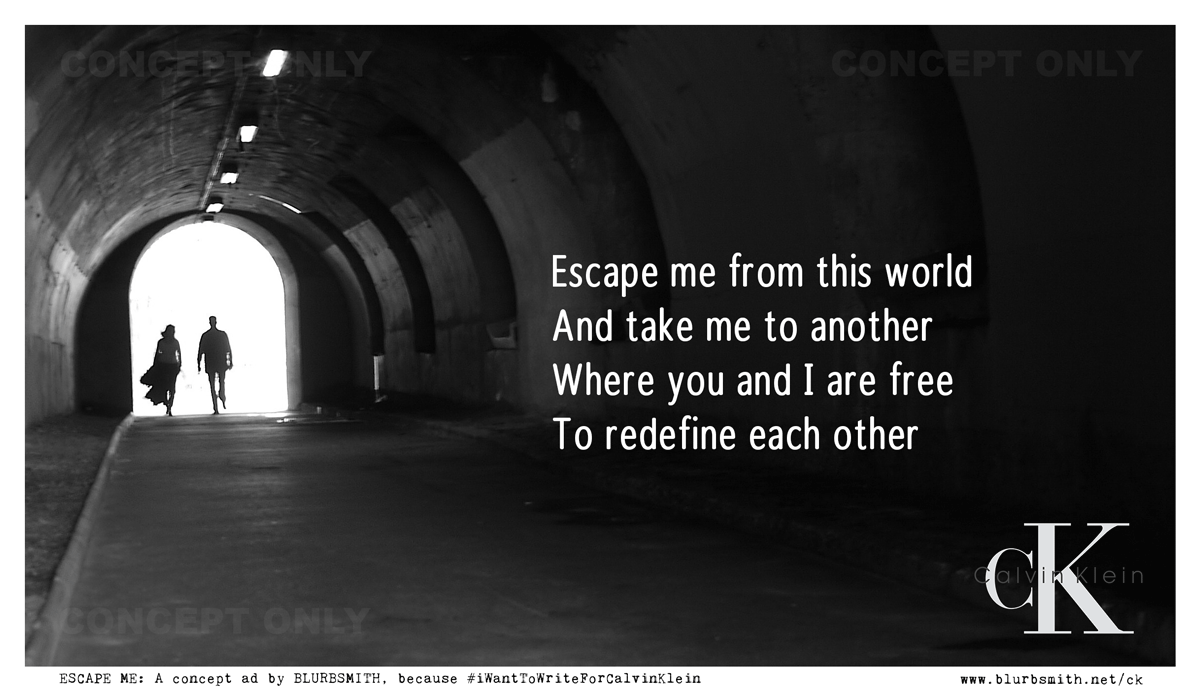 CONCEPT ONLY CONCEPT ONLY
Escape me from this world
And take me to another
Where you and I are free
To redefine each other
cK
Calvin Klein
CONCEPT ONLY
ESCAPE ME: A concept ad by BLURBSMITH, because #iWantToWriteForCalvinKlein
www.blurbsmith.net/ck